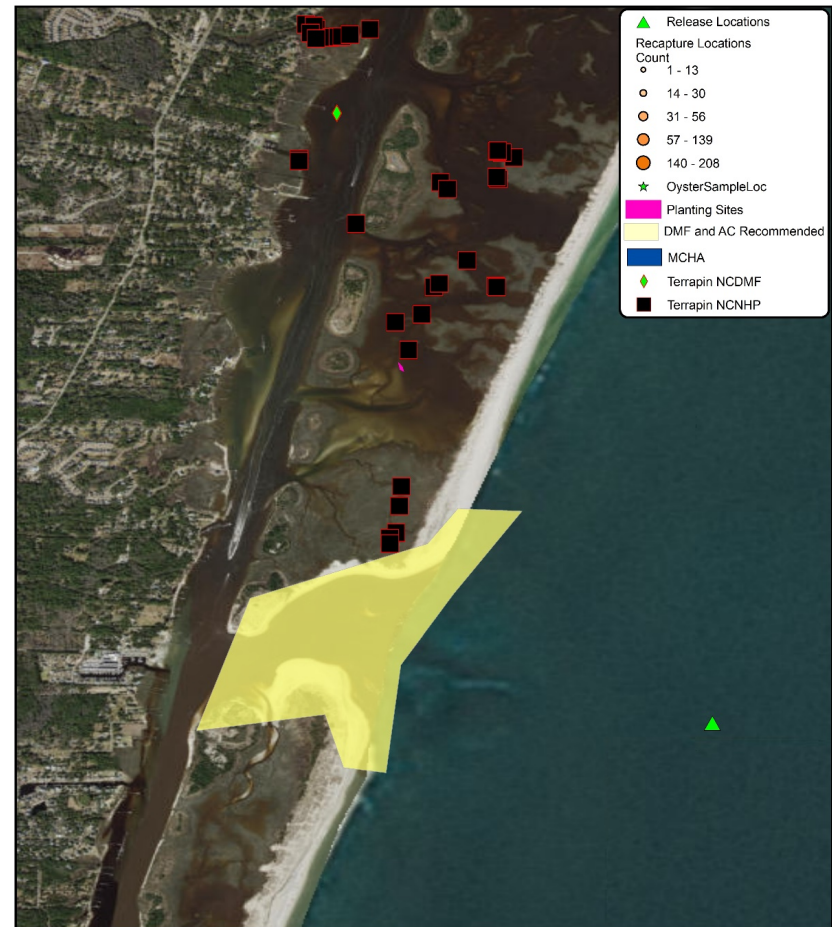 Release Locations
Recapture Locations
Count
1 - 13
14 - 30
31 - 56
57 - 139
140 - 208
OysterSampleLoc
Planting Sites
DMF and AC Recommended
MCHA
Terrapin NCDMF
Terrapin NCNHP